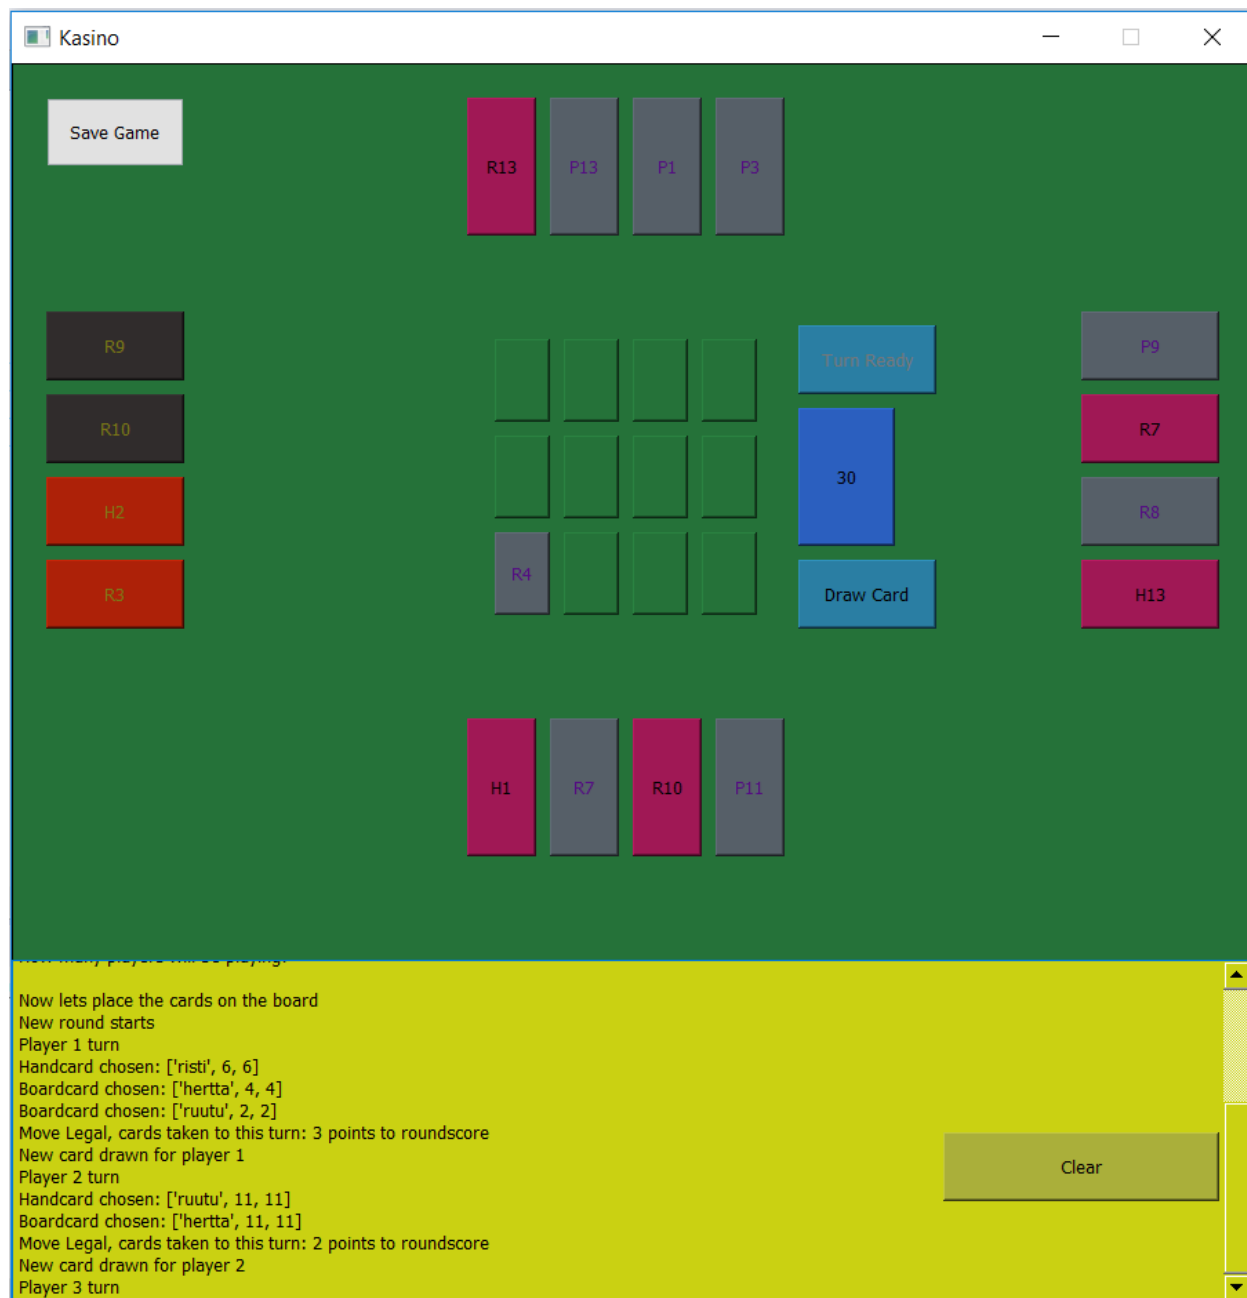 Kasino
Save Game
R13 P13 P1 P3
R9
R10
H2
R3
R4
Turn Ready
30
Draw Card
P9
R7
R8
H13
H1 R7 R10 P11
Now lets place the cards on the board
New round starts
Player 1 turn
Handcard chosen: ['risti', 6, 6]
Boardcard chosen: ['hertta', 4, 4]
Boardcard chosen: ['ruutu', 2, 2]
Move Legal, cards taken to this turn: 3 points to roundscore
New card drawn for player 1
Player 2 turn
Handcard chosen: ['ruutu', 11, 11]
Boardcard chosen: ['hertta', 11, 11]
Move Legal, cards taken to this turn: 2 points to roundscore
New card drawn for player 2
Player 3 turn
Clear